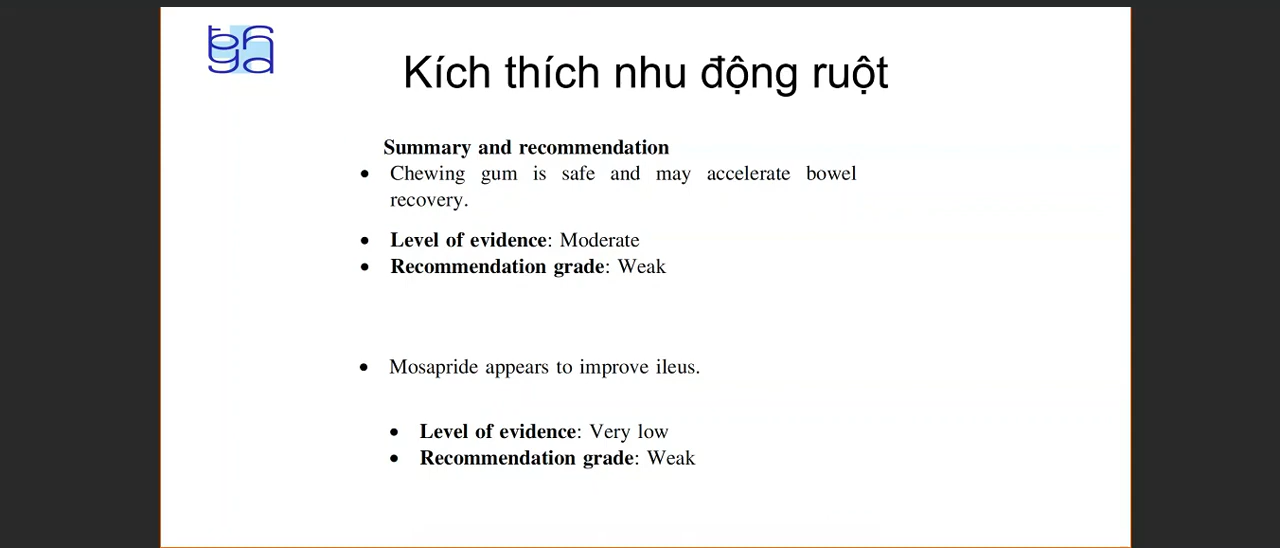 Kích thích nhu động ruột
Summary and recommendation
• Chewing gum is safe and may accelerate bowel
recovery.
• Level of evidence: Moderate
• Recommendation grade: Weak
• Mosapride appears to improve ileus.
• Level of evidence: Very low
• Recommendation grade: Weak